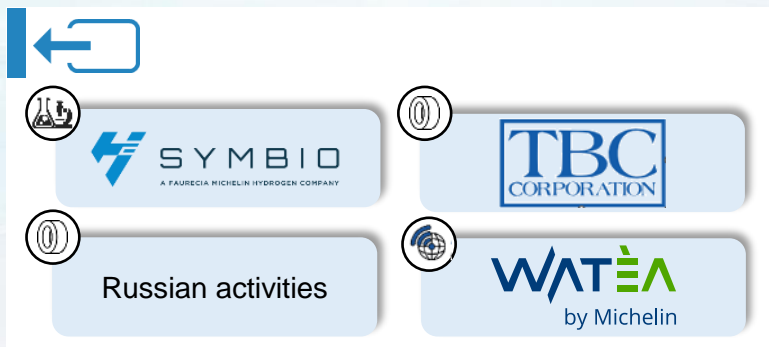 SYMBIO
A FAURECIA MICHELIN HYDROGEN COMPANY
TBC
CORPORATION
Russian activities
WATÈA
by Michelin